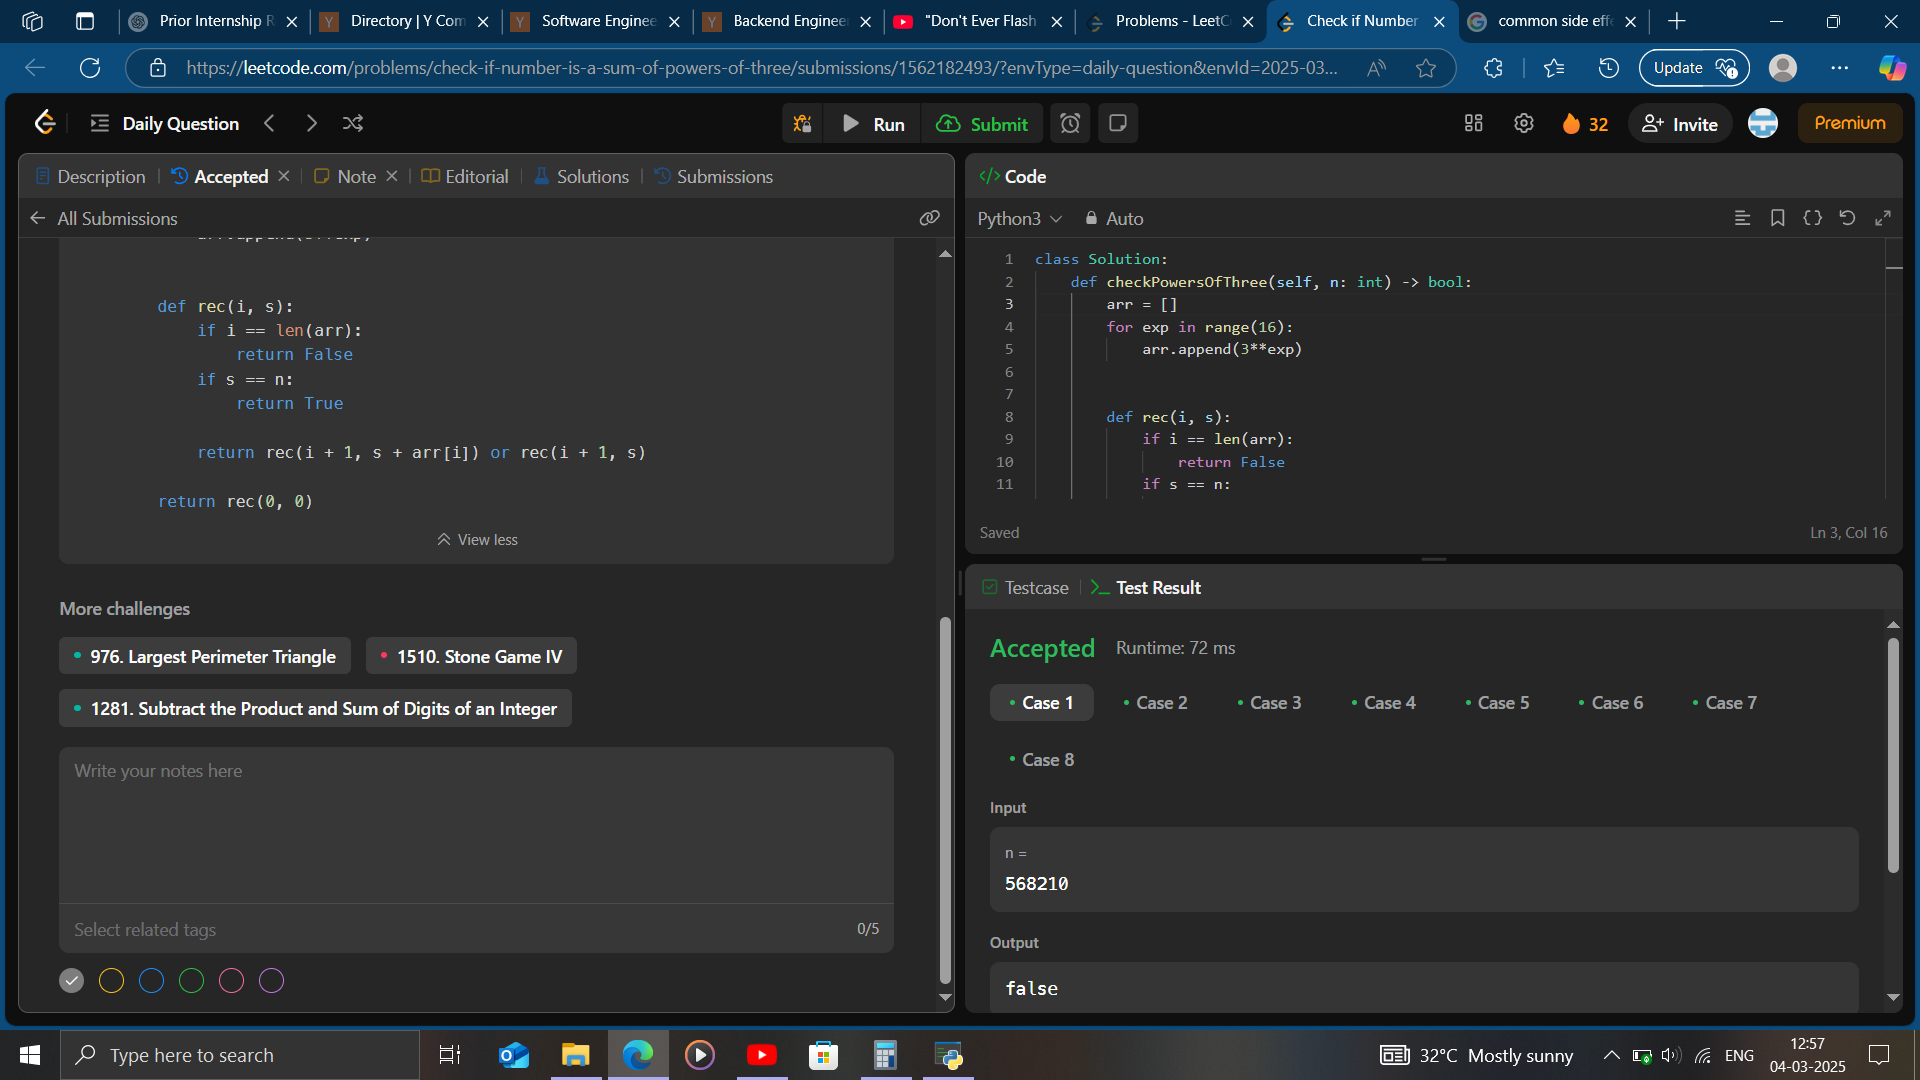 Prior Internship R
Directory | Y Com
Software Enginee
Backend Engineer
"Don't Ever Flash
Problems - LeetC
Check if Number
common side effe
https://leetcode.com/problems/check-if-number-is-a-sum-of-powers-of-three/submissions/1562182493/?envType=daily-question&envId=2025-03...
Update
Daily Question
Run
Submit
32
Invite
Premium
Description
Accepted
Note
Editorial
Solutions
Submissions
All Submissions
def rec(i, s):
if i == len(arr):
return False
if s == n:
return True
return rec(i + 1, s + arr[i]) or rec(i + 1, s)
return rec(0, 0)
View less
More challenges
976. Largest Perimeter Triangle
1510. Stone Game IV
1281. Subtract the Product and Sum of Digits of an Integer
Write your notes here
Select related tags
0/5
</> Code
Python3
Auto
1 class Solution:
2 def checkPowersOfThree(self, n: int) -> bool:
3 arr = []
4 for exp in range(16):
5 arr.append(3**exp)
6
7
8 def rec(i, s):
9 if i == len(arr):
10 return False
11 if s == n:
Saved
Ln 3, Col 16
Testcase
Test Result
Accepted
Runtime: 72 ms
Case 1
Case 2
Case 3
Case 4
Case 5
Case 6
Case 7
Case 8
Input
n =
568210
Output
false
Type here to search
32°C Mostly sunny
ENG
12:57
04-03-2025